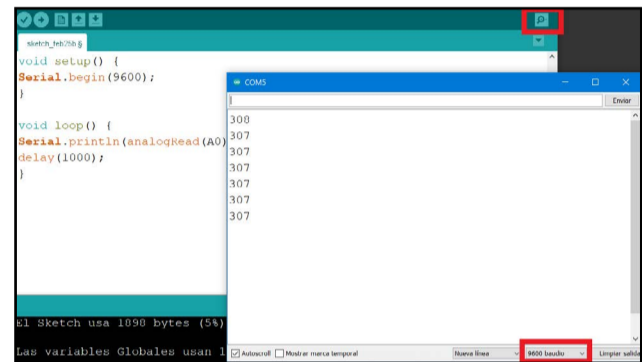 sketch_feb25b §
void setup() {
Serial.begin(9600);
}
void loop() {
Serial.println(analogRead(A0)
delay(1000);
}
COM5
Enviar
308
307
307
307
307
307
307
Autoscroll Mostrar marca temporal Nueva línea 9600 baudio Limpiar salida
El Sketch usa 1898 bytes (5%)
Las variables Globales usan 1